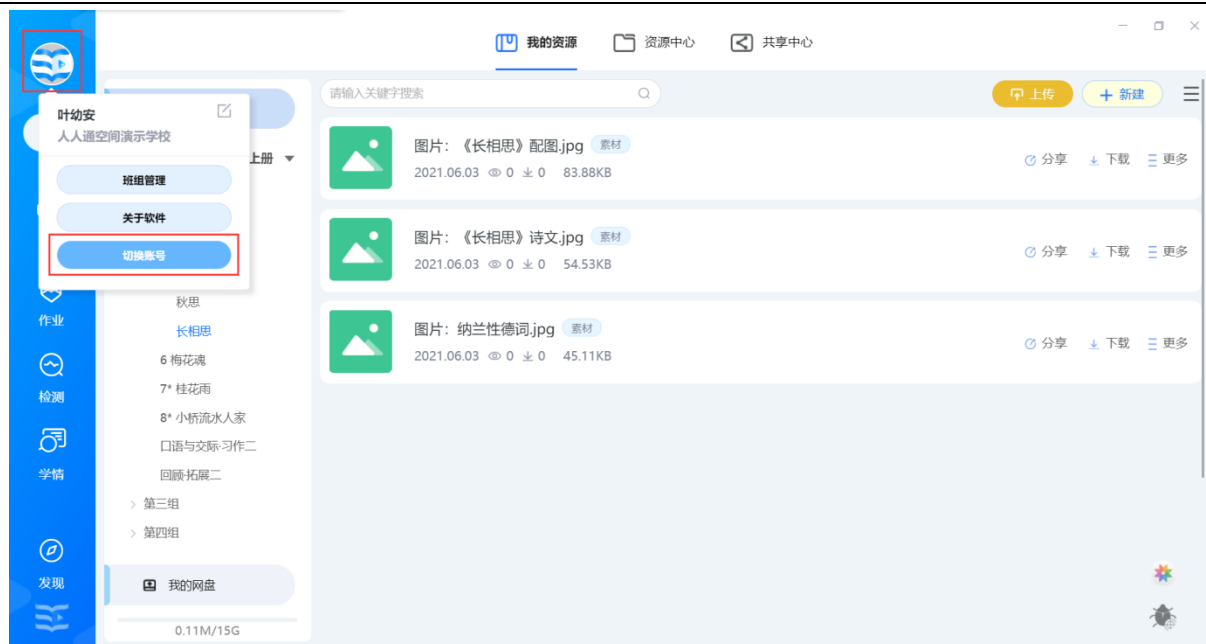 我的资源 资源中心 共享中心
叶幼安
人人通空间演示学校
班组管理
关于软件
切换账号
作业
检测
学情
发现
上册
秋思
长相思
6 梅花魂
7* 桂花雨
8* 小桥流水人家
口语与交际·习作二
回顾·拓展二
第三组
第四组
我的网盘
0.11M/15G
请输入关键字搜索
上传 新建
图片：《长相思》配图.jpg 素材
2021.06.03 0 0 83.88KB
分享 下载 更多
图片：《长相思》诗文.jpg 素材
2021.06.03 0 0 54.53KB
分享 下载 更多
图片：纳兰性德词.jpg 素材
2021.06.03 0 0 45.11KB
分享 下载 更多